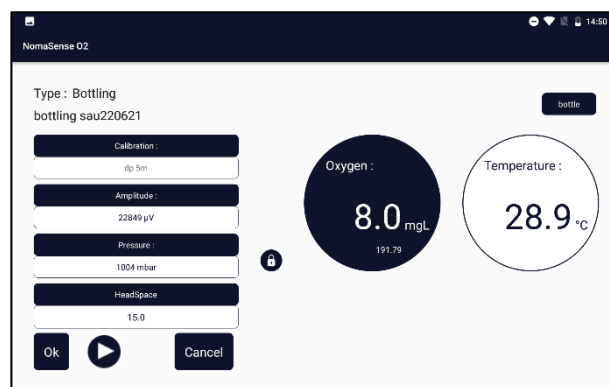 14:50
NomaSense O2
Type : Bottling
bottling sau220621
bottle
Calibration :
dp 5m
Amplitude :
22849 µV
Pressure :
1004 mbar
HeadSpace
15.0
Ok
Cancel
Oxygen :
8.0 mgL
191.79
Temperature :
28.9 °C